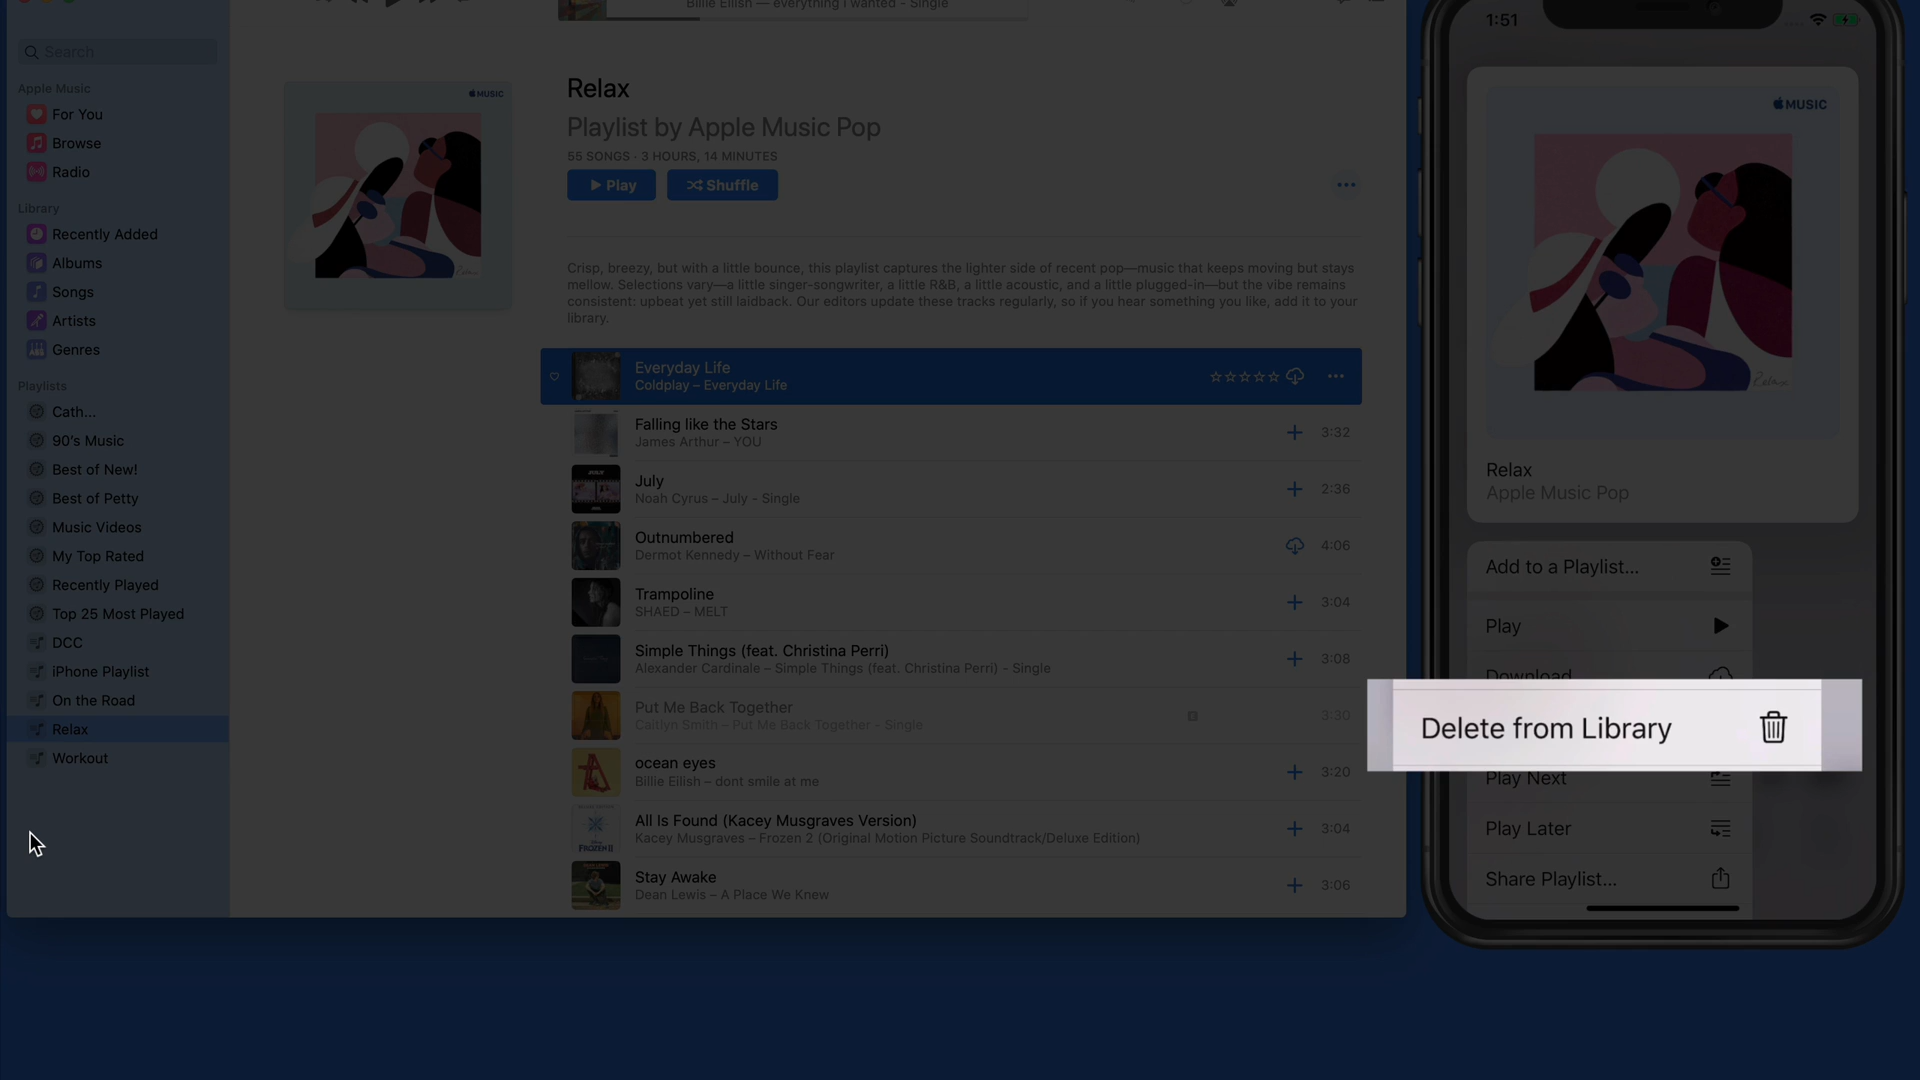 Billie Eilish — everything i wanted - Single
Search
Apple Music
For You
Browse
Radio
Library
Recently Added
Albums
Songs
Artists
Genres
Playlists
Cath...
90's Music
Best of New!
Best of Petty
Music Videos
My Top Rated
Recently Played
Top 25 Most Played
DCC
iPhone Playlist
On the Road
Relax
Workout
MUSIC
Relax
Relax
Playlist by Apple Music Pop
55 SONGS · 3 HOURS, 14 MINUTES
Play
Shuffle
Crisp, breezy, but with a little bounce, this playlist captures the lighter side of recent pop—music that keeps moving but stays
mellow. Selections vary—a little singer-songwriter, a little R&B, a little acoustic, and a little plugged-in—but the vibe remains
consistent: upbeat yet still laidback. Our editors update these tracks regularly, so if you hear something you like, add it to your
library.
Everyday Life
Coldplay – Everyday Life
Falling like the Stars
James Arthur – YOU
3:32
July
Noah Cyrus – July - Single
2:36
Outnumbered
Dermot Kennedy – Without Fear
4:06
Trampoline
SHAED – MELT
3:04
Simple Things (feat. Christina Perri)
Alexander Cardinale – Simple Things (feat. Christina Perri) - Single
3:08
Put Me Back Together
Caitlyn Smith – Put Me Back Together - Single
3:30
ocean eyes
Billie Eilish – dont smile at me
3:20
FROZEN II
All Is Found (Kacey Musgraves Version)
Kacey Musgraves – Frozen 2 (Original Motion Picture Soundtrack/Deluxe Edition)
3:04
Stay Awake
Dean Lewis – A Place We Knew
3:06
1:51
MUSIC
Relax
Relax
Apple Music Pop
Add to a Playlist...
Play
Download
Delete from Library
Play Next
Play Later
Share Playlist...